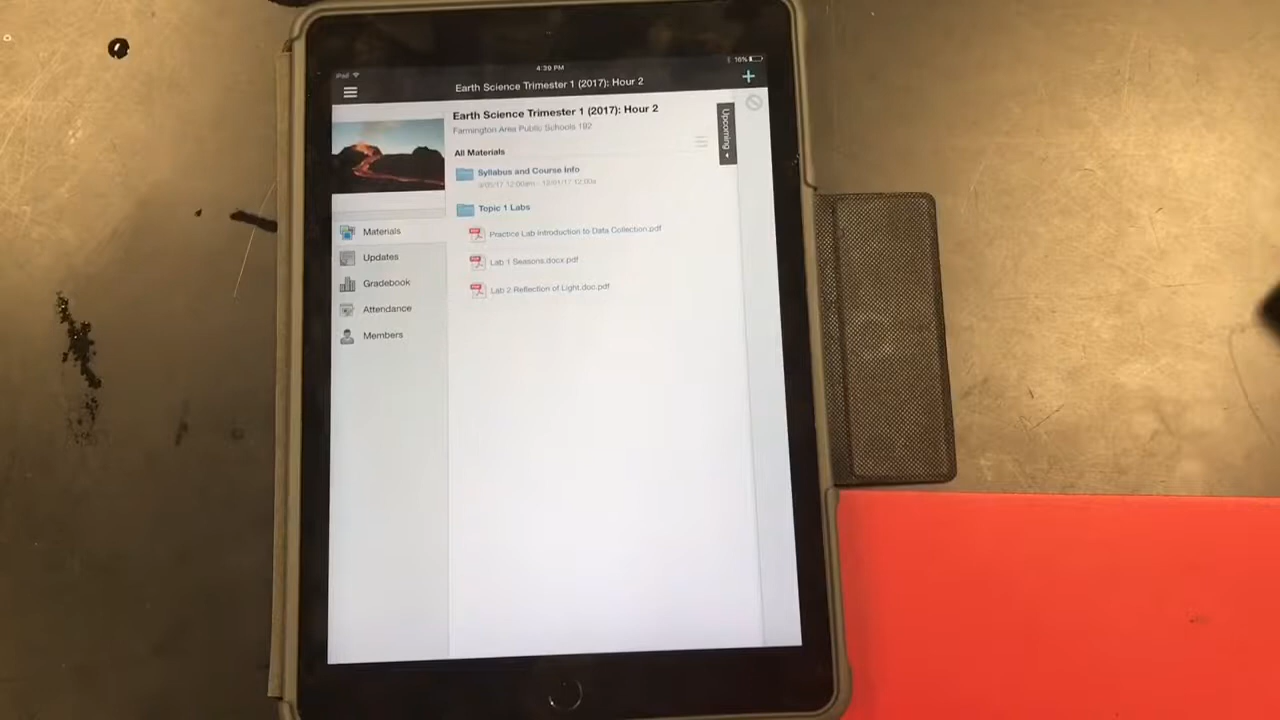 iPad
4:39 PM
16%
Earth Science Trimester 1 (2017): Hour 2
Earth Science Trimester 1 (2017): Hour 2
Farmington Area Public Schools 192
Upcoming
All Materials
Syllabus and Course Info
Topic 1 Labs
Practice Lab Introduction to Data Collection.pdf
Lab 1 Seasons.docx.pdf
Lab 2 Reflection of Light.doc.pdf
Materials
Updates
Gradebook
Attendance
Members